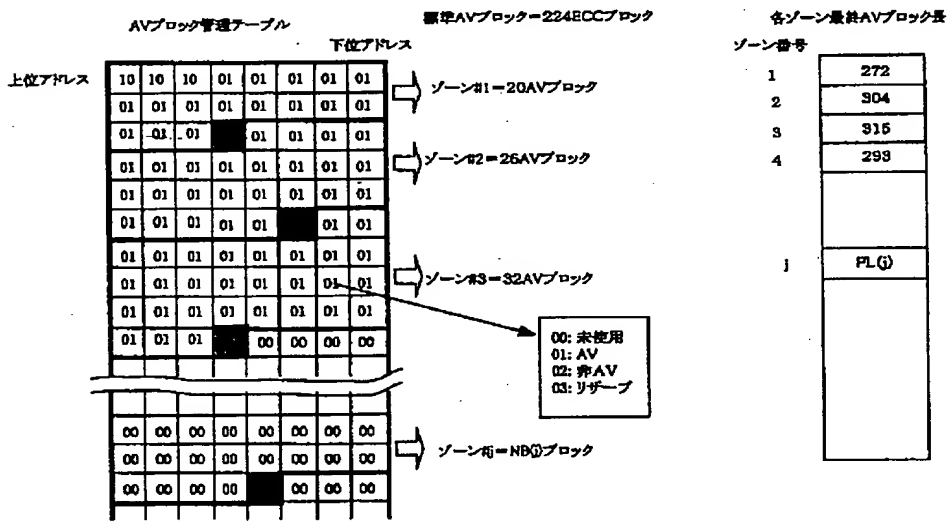 AVブロック管理テーブル
標準AVブロック=224ECCブロック
各ゾーン最終AVブロック長
下位アドレス
ゾーン番号
上位アドレス
10 10 10 01 01 01 01 01
01 01 01 01 01 01 01 01
01 01 01 01 01 01 01
01 01 01 01 01 01 01 01
01 01 01 01 01 01 01 01
01 01 01 01 01 01 01
01 01 01 01 01 01 01 01
01 01 01 01 01 01 01 01
01 01 01 01 01 01 01 01
01 01 01 00 00 00 00
00 00 00 00 00 00 00 00
00 00 00 00 00 00 00 00
00 00 00 00 00 00 00
ゾーン#1=20AVブロック
ゾーン#2=26AVブロック
ゾーン#3=32AVブロック
00: 未使用
01: AV
02: 非AV
03: リザーブ
ゾーン#j=NB(j)ブロック
1 272
2 304
3 315
4 293
j PL(j)